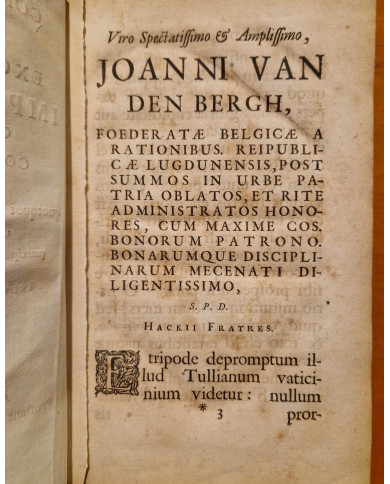 Viro Spectatissimo & Amplissimo,
JOANNI VAN
DEN BERGH,
FOEDERATÆ BELGICÆ A
RATIONIBUS. REIPUBLI-
CÆ LUGDUNENSIS, POST
SUMMOS IN URBE PA-
TRIA OBLATOS, ET RITE
ADMINISTRATOS HONO-
RES, CUM MAXIME COS.
BONORUM PATRONO.
BONARUMQUE DISCIPLI-
NARUM MECENATI DI-
LIGENTISSIMO,
S. P. D.
HACKII FRATRES.
E tripode depromptum il-
lud Tullianum vatici-
nium videtur: nullum
* 3 pror-